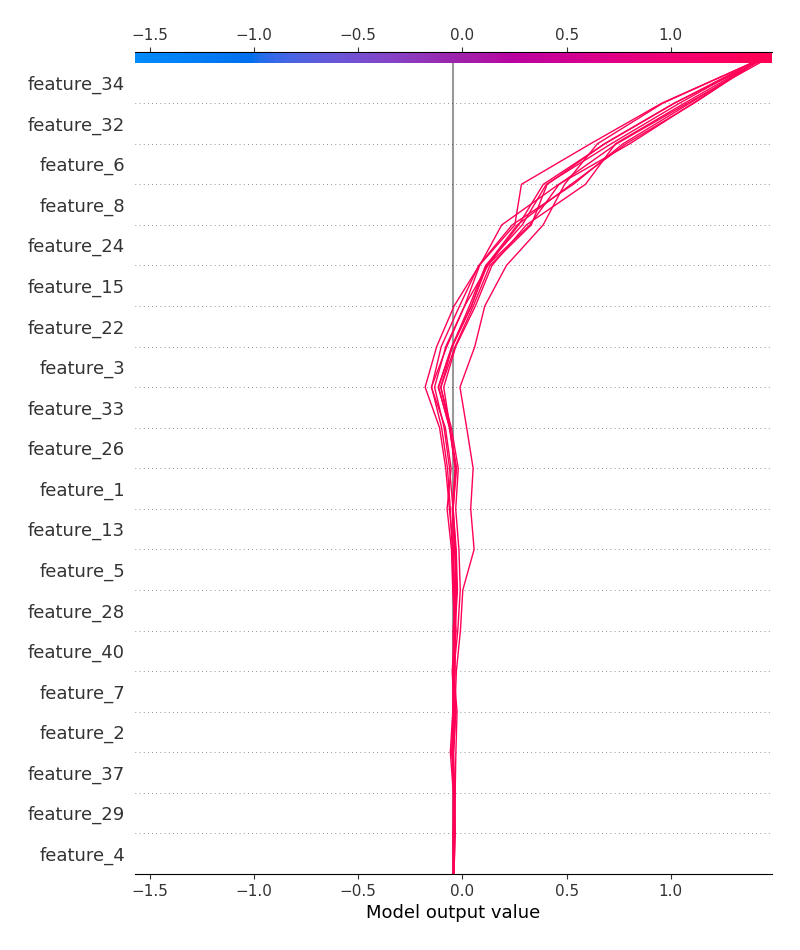 −1.5 −1.0 −0.5 0.0 0.5 1.0
feature_34
feature_32
feature_6
feature_8
feature_24
feature_15
feature_22
feature_3
feature_33
feature_26
feature_1
feature_13
feature_5
feature_28
feature_40
feature_7
feature_2
feature_37
feature_29
feature_4
−1.5 −1.0 −0.5 0.0 0.5 1.0
Model output value